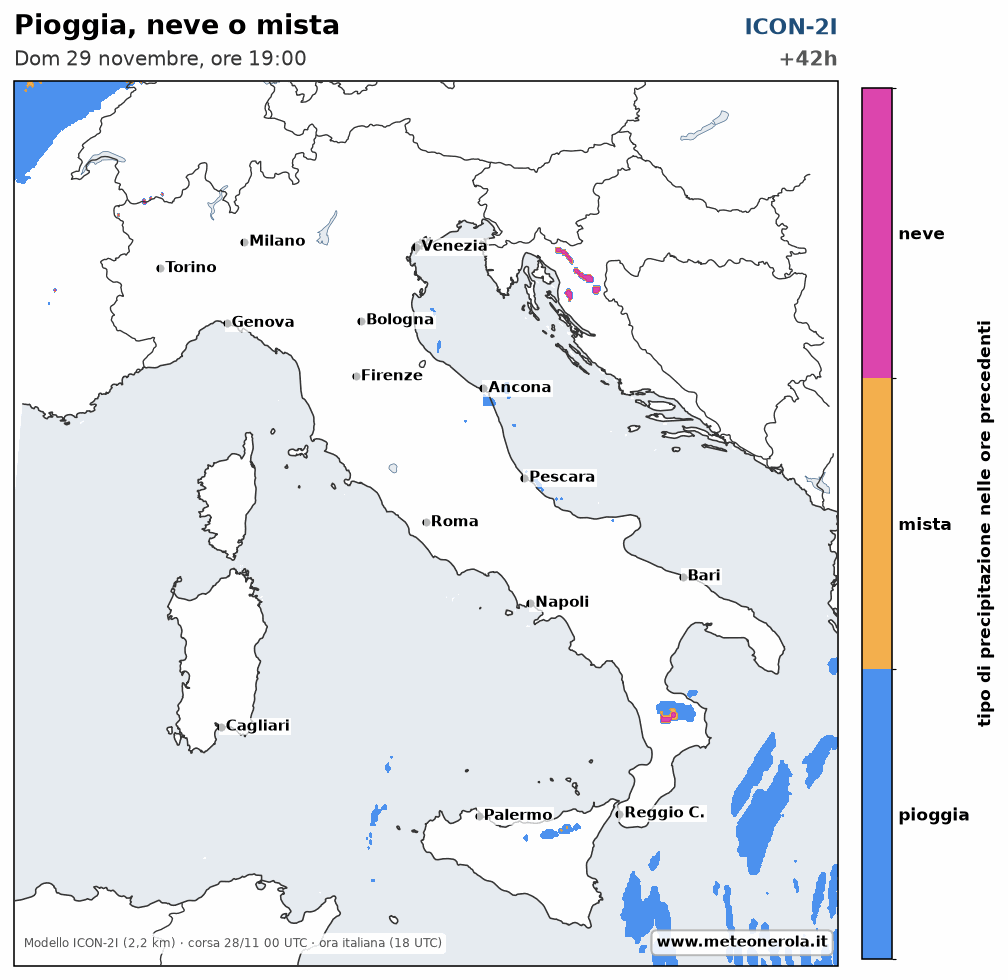 Pioggia, neve o mista
ICON-2I
Dom 29 novembre, ore 19:00
+42h
neve
mista
pioggia
tipo di precipitazione nelle ore precedenti
Milano
Venezia
Torino
Genova
Bologna
Firenze
Ancona
Pescara
Roma
Bari
Napoli
Cagliari
Palermo
Reggio C.
Modello ICON-2I (2,2 km) · corsa 28/11 00 UTC · ora italiana (18 UTC)
www.meteonerola.it